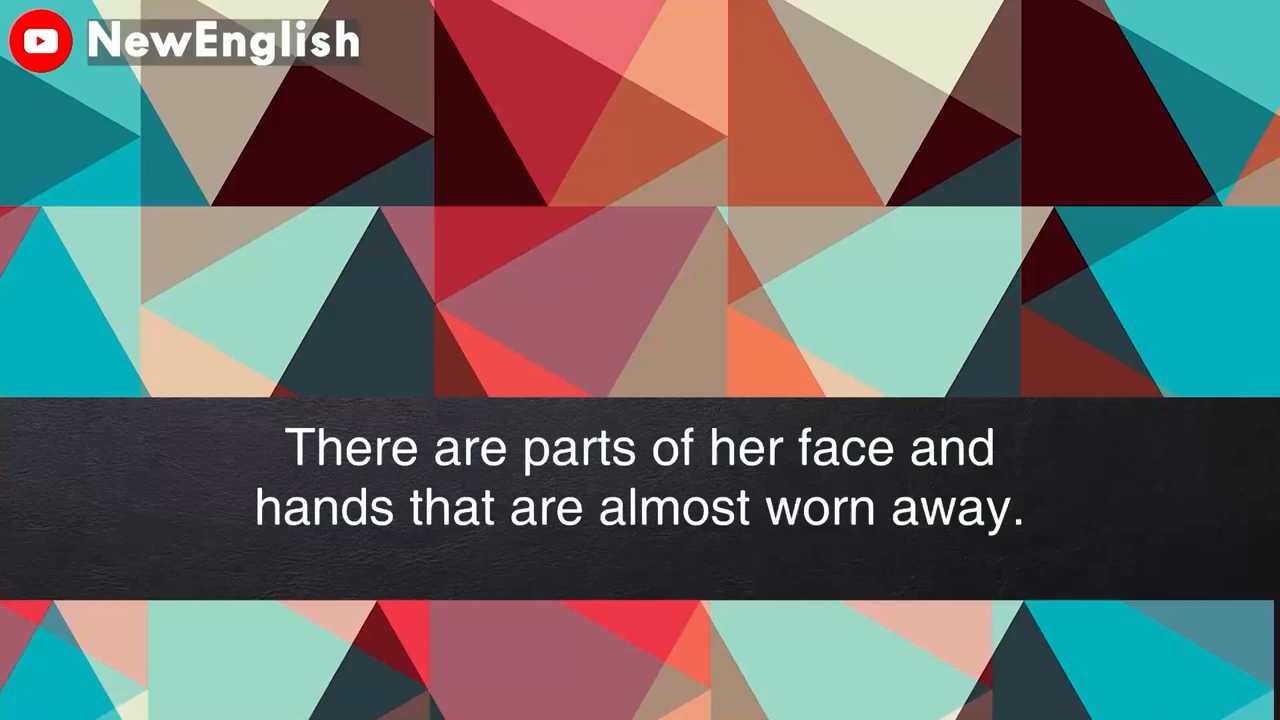 NewEnglish
There are parts of her face and
hands that are almost worn away.